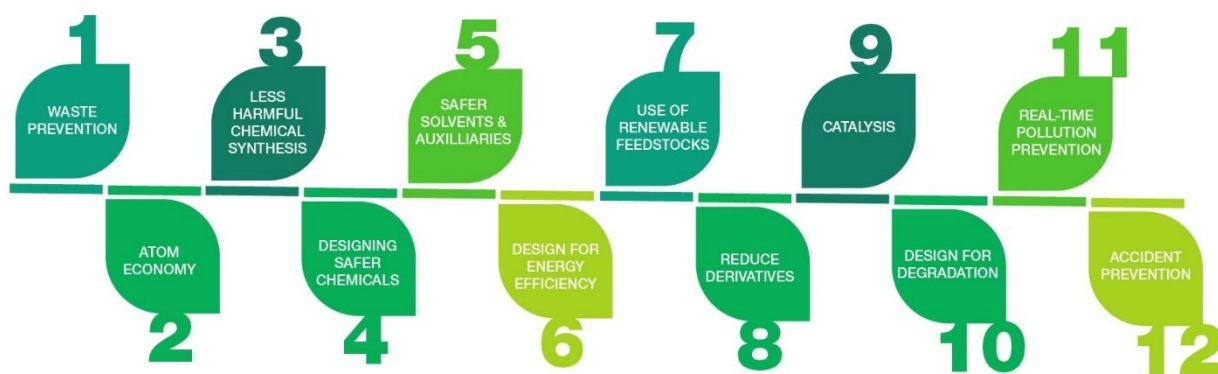 1
WASTE
PREVENTION
2
ATOM
ECONOMY
3
LESS
HARMFUL
CHEMICAL
SYNTHESIS
4
DESIGNING
SAFER
CHEMICALS
5
SAFER
SOLVENTS &
AUXILLIARIES
6
DESIGN FOR
ENERGY
EFFICIENCY
7
USE OF
RENEWABLE
FEEDSTOCKS
8
REDUCE
DERIVATIVES
9
CATALYSIS
10
DESIGN FOR
DEGRADATION
11
REAL-TIME
POLLUTION
PREVENTION
12
ACCIDENT
PREVENTION